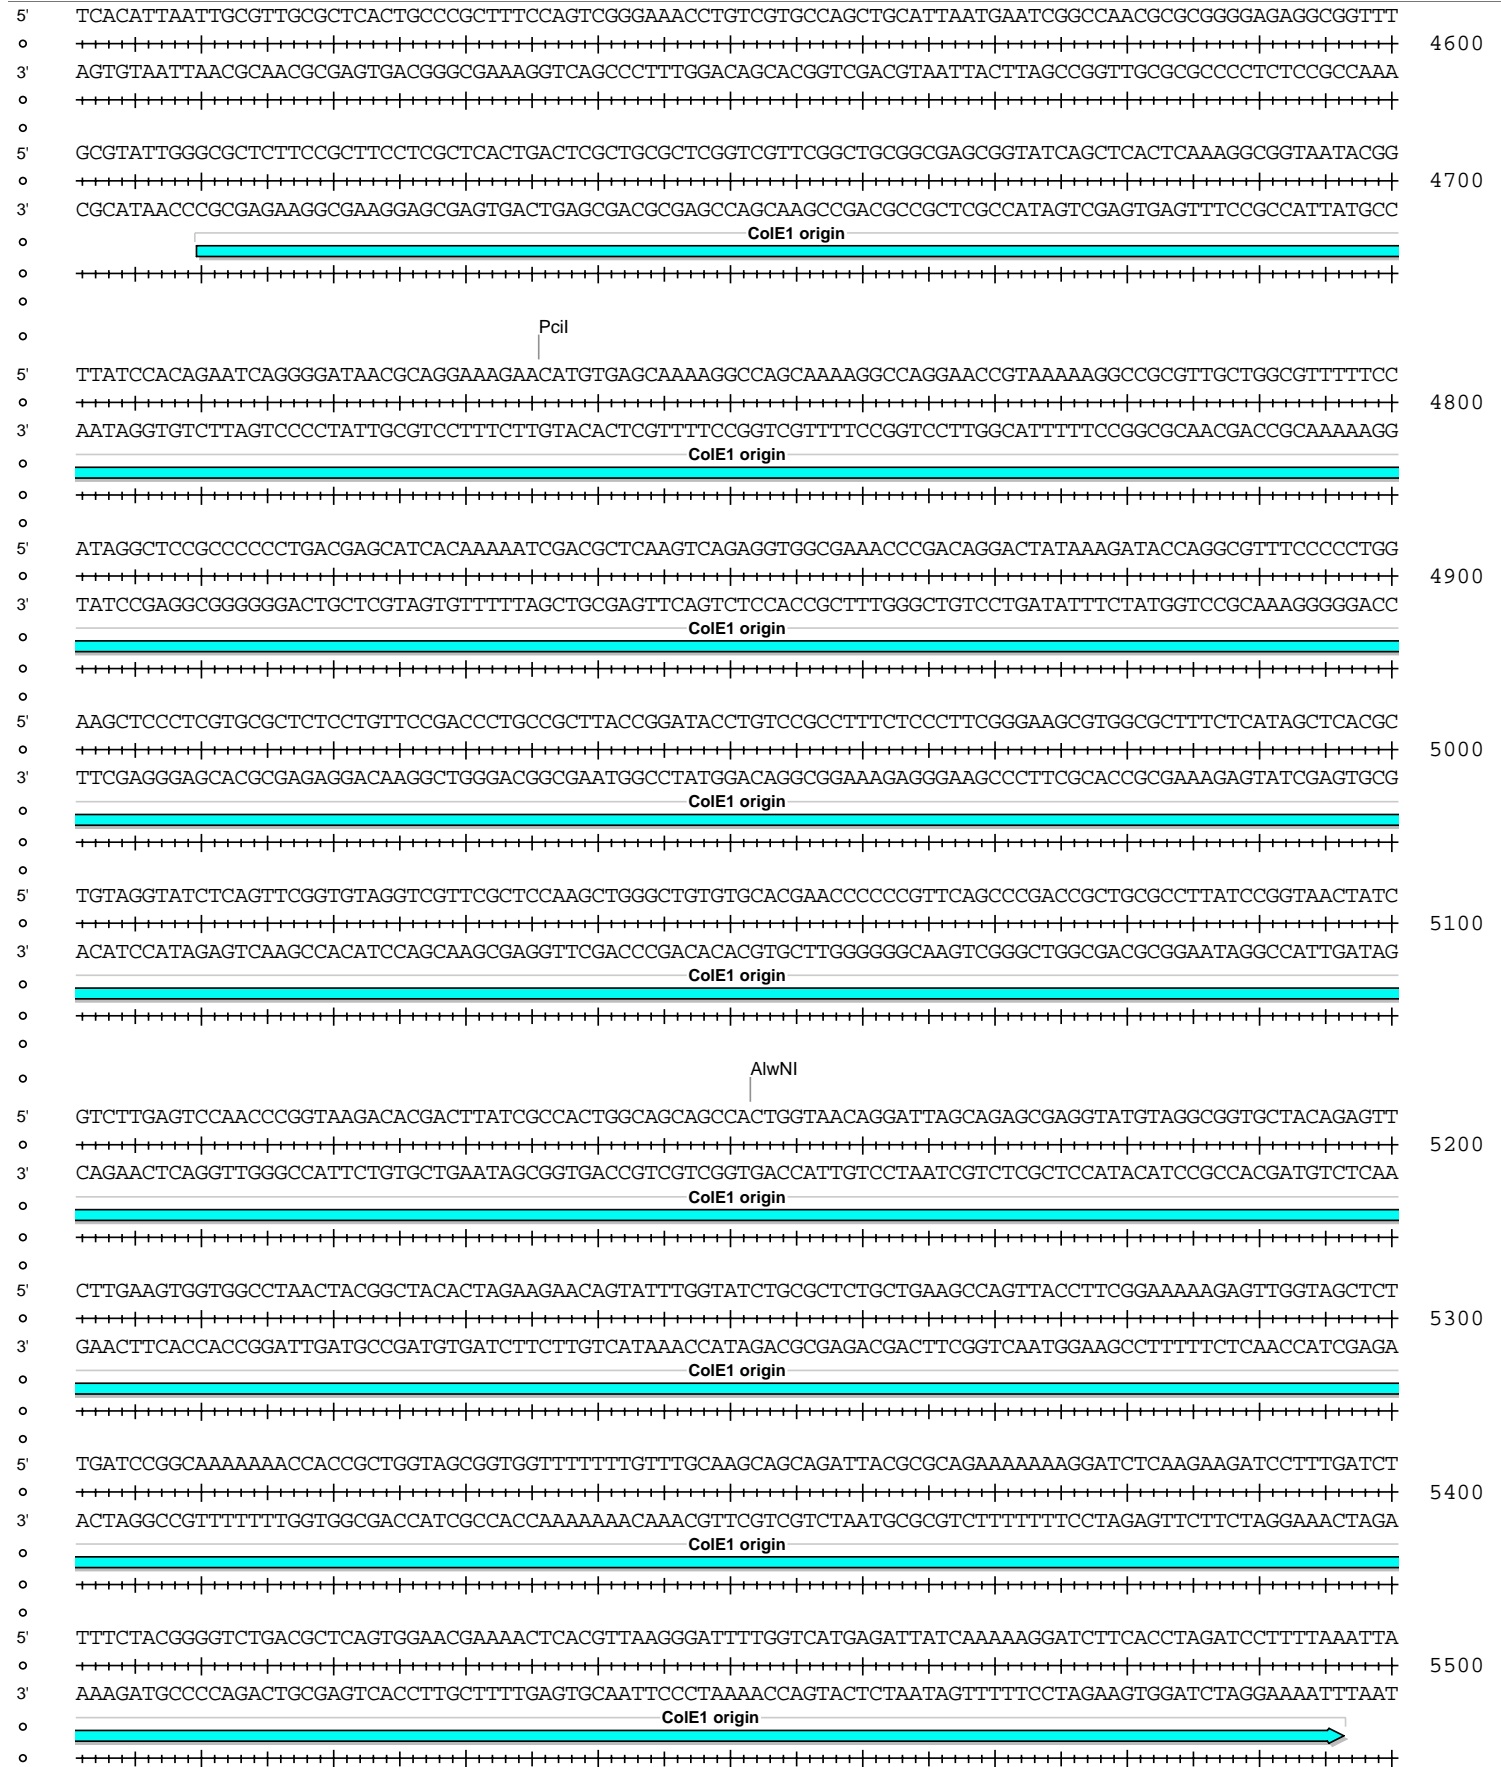 5' TCACATTAATTGCGTTGCGCTCACTGCCCGCTTTCCAGTCGGGAAACCTGTCGTGCCAGCTGCATTAATGAATCGGCCAACGCGCGGGGAGAGGCGGTTT
4600
3' AGTGTAATTAACGCAACGCGAGTGACGGGCGAAAGGTCAGCCCTTTGGACAGCACGGTCGACGTAATTACTTAGCCGGTTGCGCGCCCCTCTCCGCCAAA
5' GCGTATTGGGCGCTCTTCCGCTTCCTCGCTCACTGACTCGCTGCGCTCGGTCGTTCGGCTGCGGCGAGCGGTATCAGCTCACTCAAAGGCGGTAATACGG
4700
3' CGCATAACCCGCGAGAAGGCGAAGGAGCGAGTGACTGAGCGACGCGAGCCAGCAAGCCGACGCCGCTCGCCATAGTCGAGTGAGTTTCCGCCATTATGCC
ColE1 origin
PciI
5' TTATCCACAGAATCAGGGGATAACGCAGGAAAGAACATGTGAGCAAAAGGCCAGCAAAAGGCCAGGAACCGTAAAAAGGCCGCGTTGCTGGCGTTTTTCC
4800
3' AATAGGTGTCTTAGTCCCCTATTGCGTCCTTTCTTGTACACTCGTTTTCCGGTCGTTTTCCGGTCCTTGGCATTTTTCCGGCGCAACGACCGCAAAAAGG
ColE1 origin
5' ATAGGCTCCGCCCCCCTGACGAGCATCACAAAAATCGACGCTCAAGTCAGAGGTGGCGAAACCCGACAGGACTATAAAGATACCAGGCGTTTCCCCCTGG
4900
3' TATCCGAGGCGGGGGGACTGCTCGTAGTGTTTTTAGCTGCGAGTTCAGTCTCCACCGCTTTGGGCTGTCCTGATATTTCTATGGTCCGCAAAGGGGGACC
ColE1 origin
5' AAGCTCCCTCGTGCGCTCTCCTGTTCCGACCCTGCCGCTTACCGGATACCTGTCCGCCTTTCTCCCTTCGGGAAGCGTGGCGCTTTCTCATAGCTCACGC
5000
3' TTCGAGGGAGCACGCGAGAGGACAAGGCTGGGACGGCGAATGGCCTATGGACAGGCGGAAAGAGGGAAGCCCTTCGCACCGCGAAAGAGTATCGAGTGCG
ColE1 origin
5' TGTAGGTATCTCAGTTCGGTGTAGGTCGTTCGCTCCAAGCTGGGCTGTGTGCACGAACCCCCCGTTCAGCCCGACCGCTGCGCCTTATCCGGTAACTATC
5100
3' ACATCCATAGAGTCAAGCCACATCCAGCAAGCGAGGTTCGACCCGACACACGTGCTTGGGGGGCAAGTCGGGCTGGCGACGCGGAATAGGCCATTGATAG
ColE1 origin
AlwNI
5' GTCTTGAGTCCAACCCGGTAAGACACGACTTATCGCCACTGGCAGCAGCCACTGGTAACAGGATTAGCAGAGCGAGGTATGTAGGCGGTGCTACAGAGTT
5200
3' CAGAACTCAGGTTGGGCCATTCTGTGCTGAATAGCGGTGACCGTCGTCGGTGACCATTGTCCTAATCGTCTCGCTCCATACATCCGCCACGATGTCTCAA
ColE1 origin
5' CTTGAAGTGGTGGCCTAACTACGGCTACACTAGAAGAACAGTATTTGGTATCTGCGCTCTGCTGAAGCCAGTTACCTTCGGAAAAAGAGTTGGTAGCTCT
5300
3' GAACTTCACCACCGGATTGATGCCGATGTGATCTTCTTGTCATAAACCATAGACGCGAGACGACTTCGGTCAATGGAAGCCTTTTTCTCAACCATCGAGA
ColE1 origin
5' TGATCCGGCAAAAAAACCACCGCTGGTAGCGGTGGTTTTTTTGTTTGCAAGCAGCAGATTACGCGCAGAAAAAAAGGATCTCAAGAAGATCCTTTGATCT
5400
3' ACTAGGCCGTTTTTTTGGTGGCGACCATCGCCACCAAAAAAACAAACGTTCGTCGTCTAATGCGCGTCTTTTTTTCCTAGAGTTCTTCTAGGAAACTAGA
ColE1 origin
5' TTTCTACGGGGTCTGACGCTCAGTGGAACGAAAACTCACGTTAAGGGATTTTGGTCATGAGATTATCAAAAAGGATCTTCACCTAGATCCTTTTAAATTA
5500
3' AAAGATGCCCCAGACTGCGAGTCACCTTGCTTTTGAGTGCAATTCCCTAAAACCAGTACTCTAATAGTTTTTCCTAGAAGTGGATCTAGGAAAATTTAAT
ColE1 origin